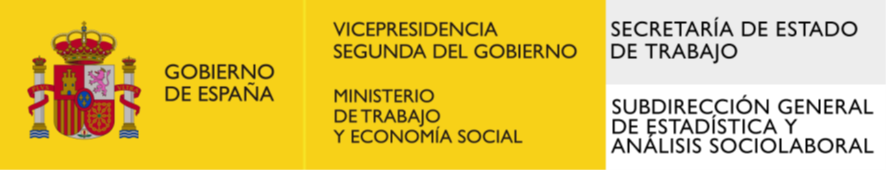 GOBIERNO
DE ESPAÑA
VICEPRESIDENCIA
SEGUNDA DEL GOBIERNO
MINISTERIO
DE TRABAJO
Y ECONOMÍA SOCIAL
SECRETARÍA DE ESTADO
DE TRABAJO
SUBDIRECCIÓN GENERAL
DE ESTADÍSTICA Y
ANÁLISIS SOCIOLABORAL